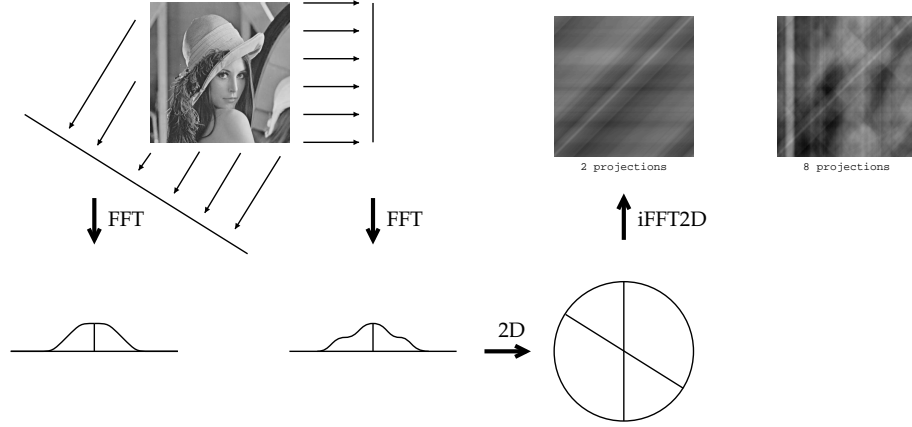 2 projections
8 projections
FFT
FFT
iFFT2D
2D